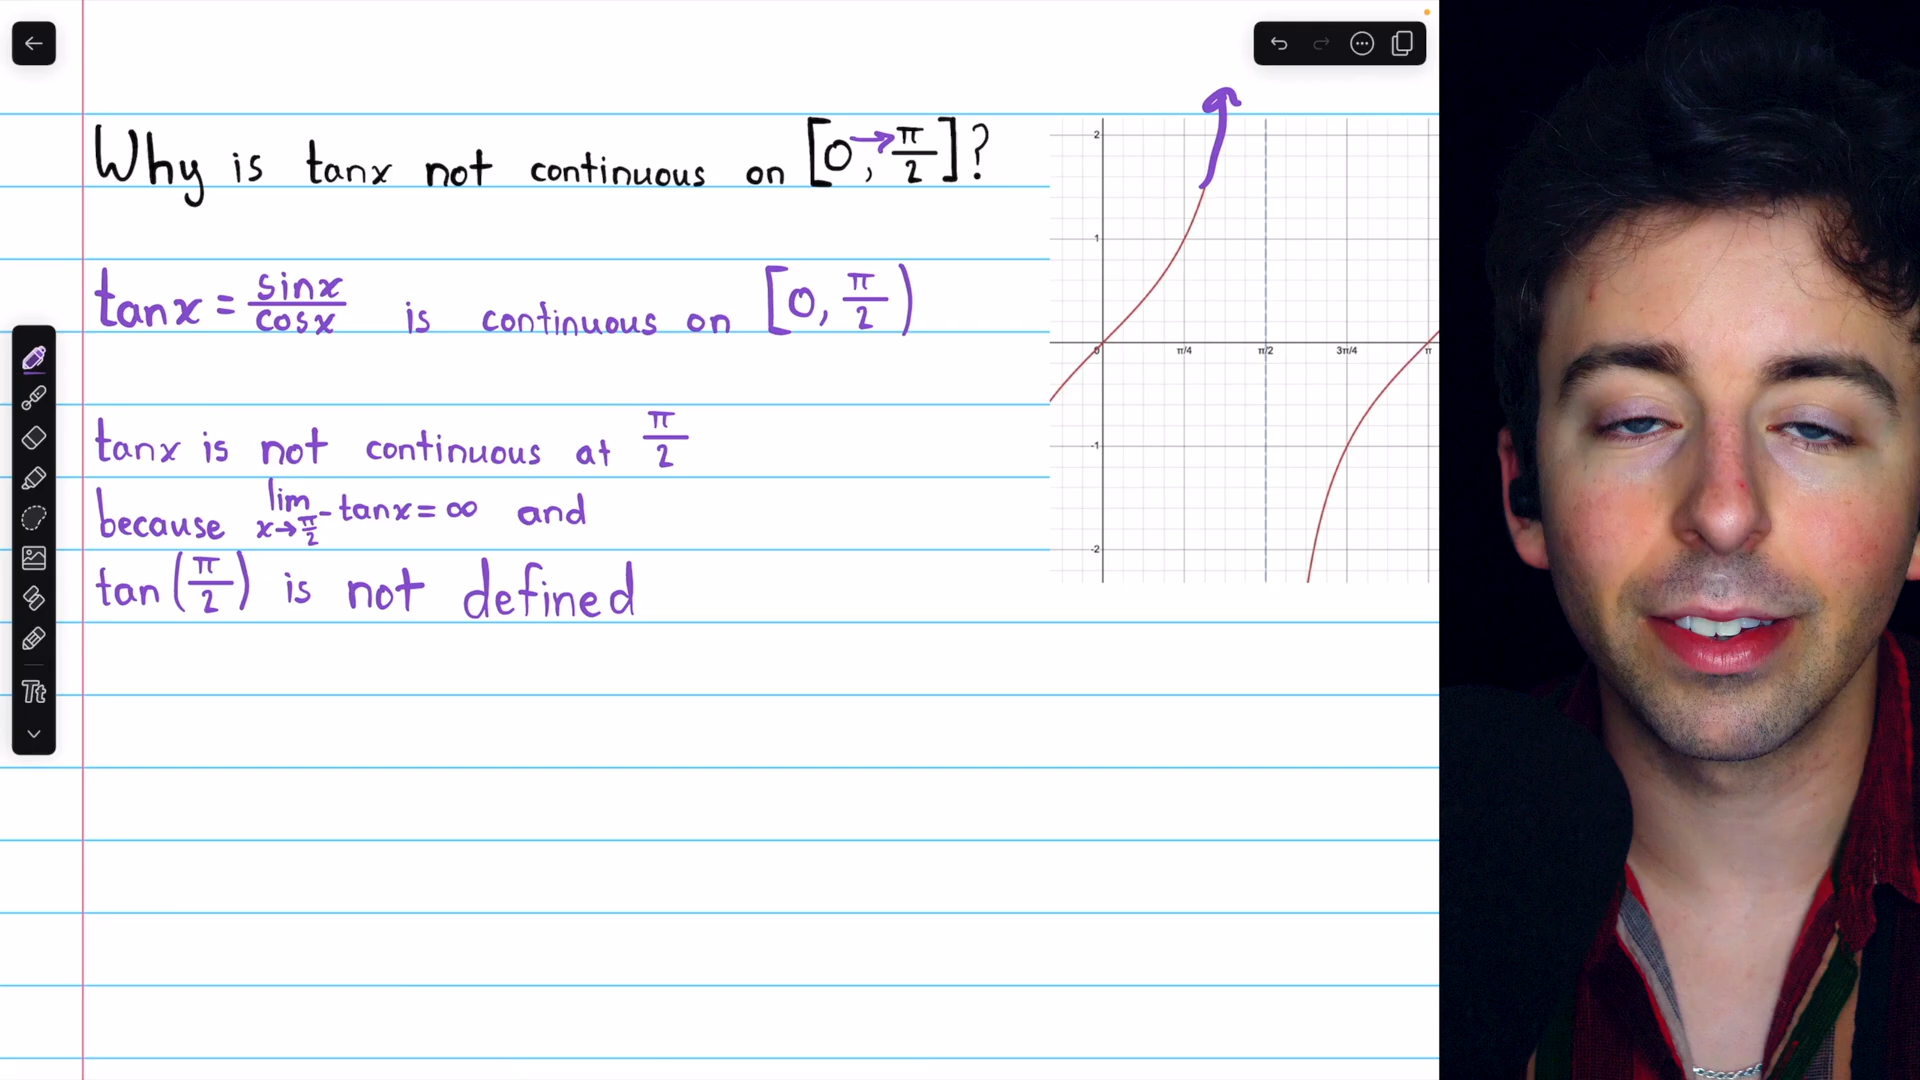 Why is tanx not continuous on [0, π/2]?
tanx = sinx/cosx is continuous on [0, π/2)
tanx is not continuous at π/2
because lim x→π/2⁻ tanx = ∞ and
tan(π/2) is not defined
2
1
0 π/4 π/2 3π/4 π
-1
-2
Tt